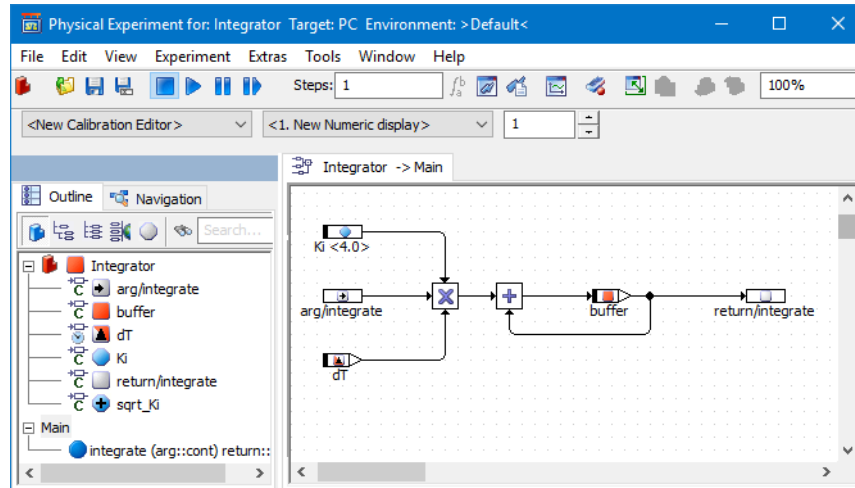 Physical Experiment for: Integrator Target: PC Environment: >Default<
File Edit View Experiment Extras Tools Window Help
Steps: 1 100%
<New Calibration Editor> <1. New Numeric display> 1
Integrator -> Main
Outline Navigation
Search...
Integrator
arg/integrate
buffer
dT
Ki
return/integrate
sqrt_Ki
Main
integrate (arg::cont) return::
Ki <4.0>
arg/integrate buffer return/integrate
dT